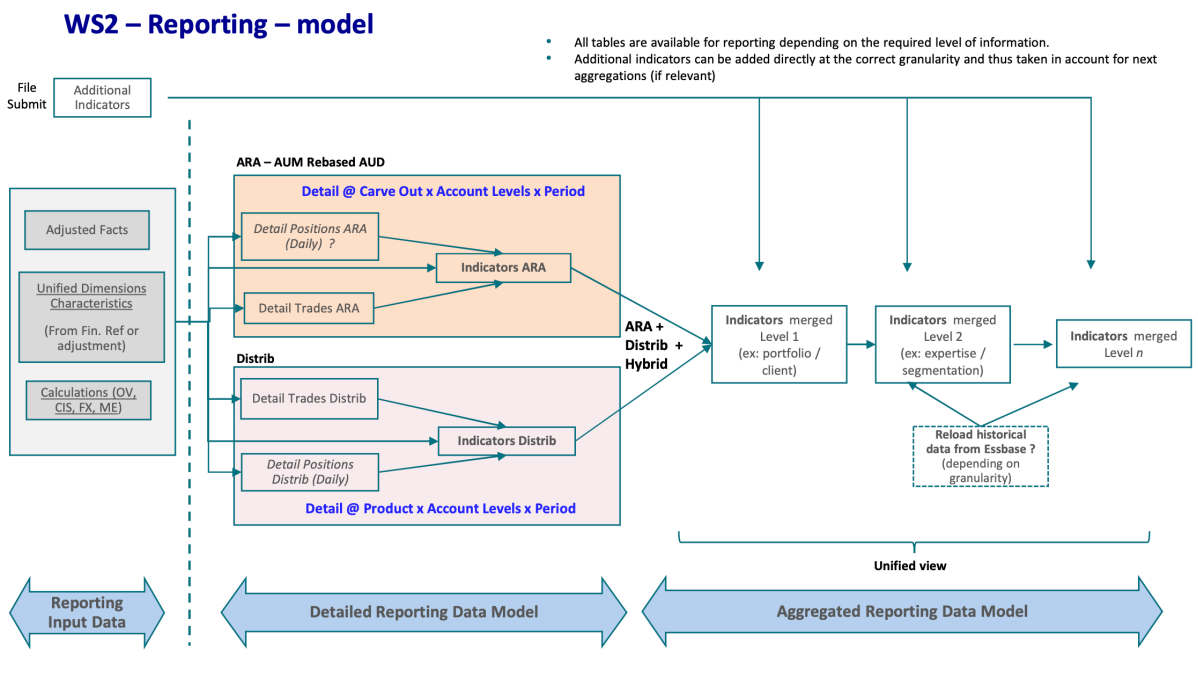 WS2 – Reporting – model
• All tables are available for reporting depending on the required level of information.
• Additional indicators can be added directly at the correct granularity and thus taken in account for next
aggregations (if relevant)
File
Submit
Additional
Indicators
ARA – AUM Rebased AUD
Detail @ Carve Out x Account Levels x Period
Adjusted Facts
Unified Dimensions
Characteristics
(From Fin. Ref or
adjustment)
Calculations (OV,
CIS, FX, ME)
Detail Positions ARA
(Daily) ?
Indicators ARA
Detail Trades ARA
Distrib
Detail Trades Distrib
Indicators Distrib
Detail Positions
Distrib (Daily)
Detail @ Product x Account Levels x Period
ARA +
Distrib +
Hybrid
Indicators merged
Level 1
(ex: portfolio /
client)
Indicators merged
Level 2
(ex: expertise /
segmentation)
Indicators merged
Level n
Reload historical
data from Essbase ?
(depending on
granularity)
Unified view
Reporting
Input Data
Detailed Reporting Data Model
Aggregated Reporting Data Model